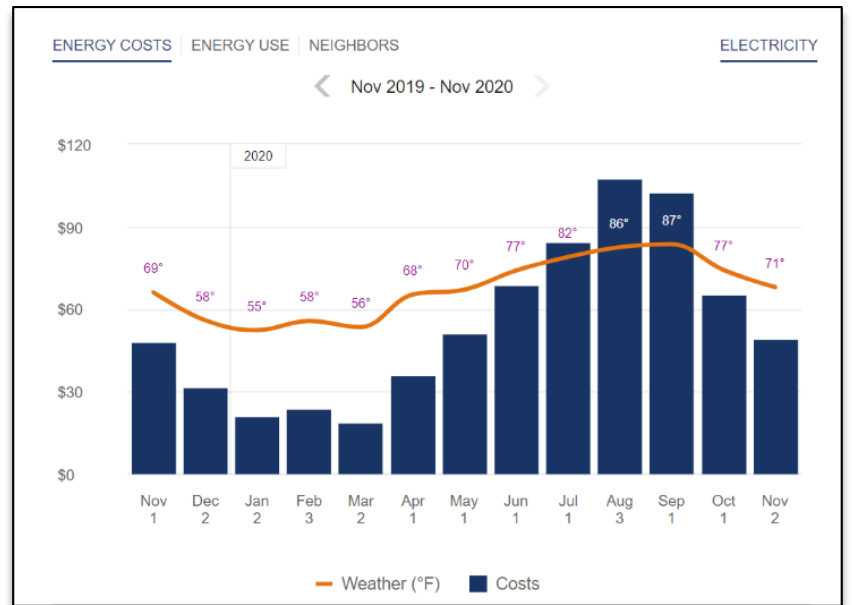 ENERGY COSTS ENERGY USE NEIGHBORS ELECTRICITY
Nov 2019 - Nov 2020
$120
2020
$90
$60
$30
$0
69° 58° 55° 58° 56° 68° 70° 77° 82° 86° 87° 77° 71°
Nov Dec Jan Feb Mar Apr May Jun Jul Aug Sep Oct Nov
1 2 2 3 2 1 1 1 1 3 1 1 2
Weather (°F) Costs